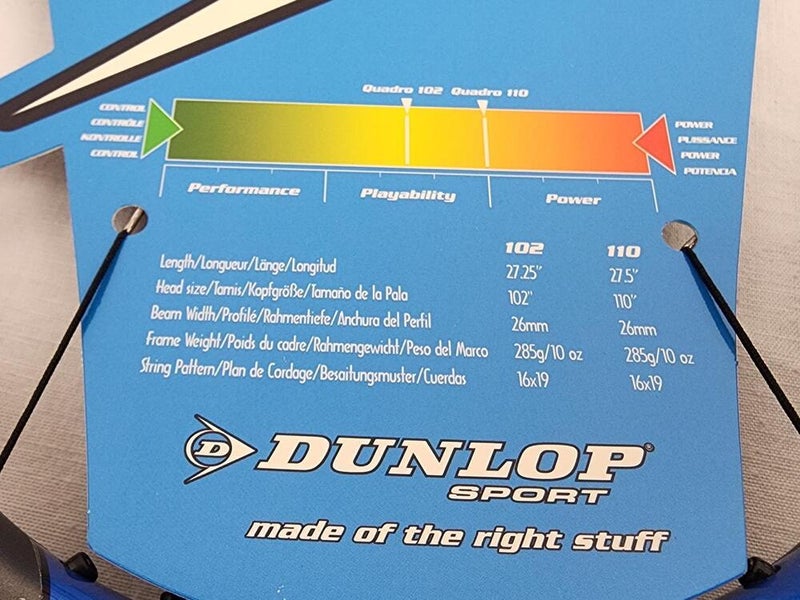 Quadro 102 Quadro 110
CONTROL
CONTRÔLE
KONTROLLE
CONTROL
POWER
PUISSANCE
POWER
POTENCIA
Performance Playability Power
102 110
Length/Longueur/Länge/Longitud 27.25" 27.5"
Head size/Tamis/Kopfgröße/Tamaño de la Pala 102" 110"
Beam Width/Profilé/Rahmentiefe/Anchura del Perfil 26mm 26mm
Frame Weight/Poids du cadre/Rahmengewicht/Peso del Marco 285g/10 oz 285g/10 oz
String Pattern/Plan de Cordage/Besaitungsmuster/Cuerdas 16x19 16x19
D DUNLOP®
SPORT
made of the right stuff